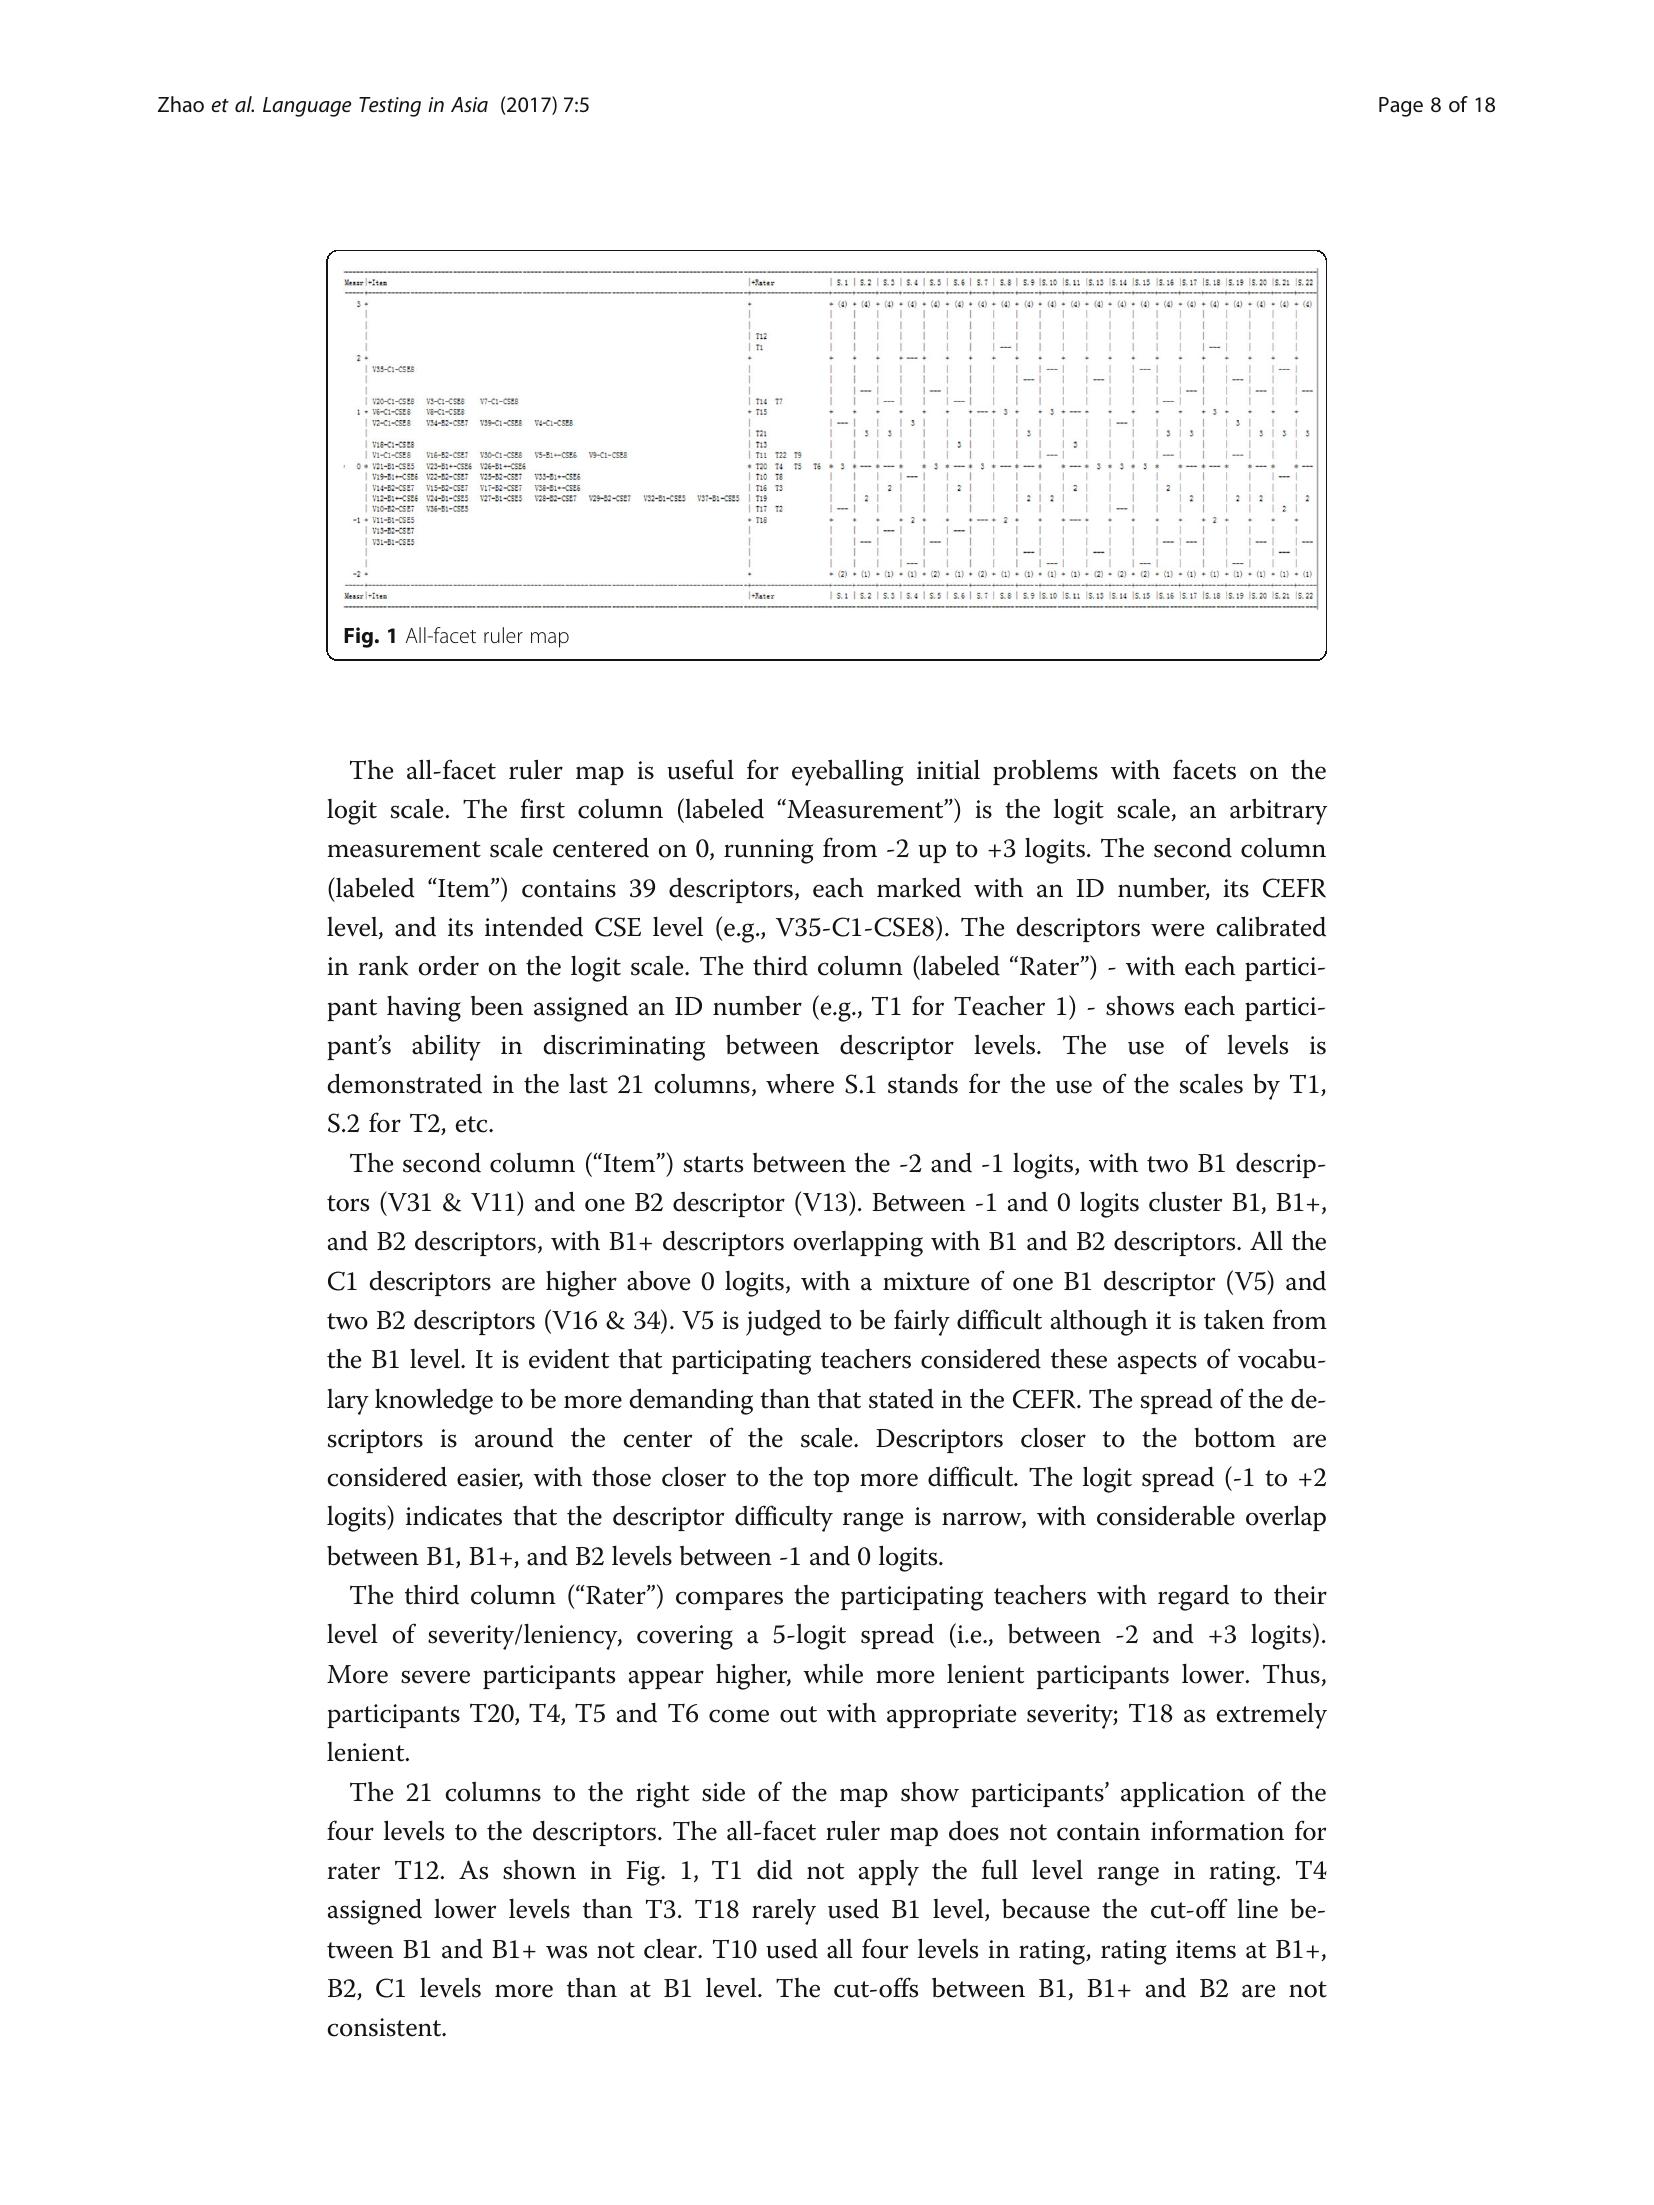 Zhao et al. Language Testing in Asia (2017) 7:5
Page 8 of 18
Measr|+Item |+Rater | S.1 | S.2 | S.3 | S.4 | S.5 | S.6 | S.7 | S.8 | S.9 |S.10 |S.11 |S.13 |S.14 |S.15 |S.16 |S.17 |S.18 |S.19 |S.20 |S.21 |S.22
3 + + + (4) + (4) + (4) + (4) + (4) + (4) + (4) + (4) + (4) + (4) + (4) + (4) + (4) + (4) + (4) + (4) + (4) + (4) + (4) + (4) + (4)
| T12
| T1
2 +
| V35-C1-CSE8
| V20-C1-CSE8 V3-C1-CSE8 V7-C1-CSE8 | T14 T7
1 + V6-C1-CSE8 V8-C1-CSE8 + T15
| V2-C1-CSE8 V34-B2-CSE7 V39-C1-CSE8 V4-C1-CSE8
| T21
| V18-C1-CSE8 | T13
| V1-C1-CSE8 V16-B2-CSE7 V30-C1-CSE8 V5-B1+-CSE6 V9-C1-CSE8 | T11 T22 T9
0 * V21-B1-CSE5 V23-B1+-CSE6 V26-B1+-CSE6 * T20 T4 T5 T6
| V19-B1+-CSE6 V22-B2-CSE7 V25-B2-CSE7 V33-B1+-CSE6 | T10 T8
| V14-B2-CSE7 V15-B2-CSE7 V17-B2-CSE7 V38-B1+-CSE6 | T16 T3
| V12-B1+-CSE6 V24-B1-CSE5 V27-B1-CSE5 V28-B2-CSE7 V29-B2-CSE7 V32-B1-CSE5 V37-B1-CSE5 | T19
| V10-B2-CSE7 V36-B1-CSE5 | T17 T2
-1 + V11-B1-CSE5 + T18
| V13-B2-CSE7
| V31-B1-CSE5
-2 + + + (2) + (1) + (1) + (1) + (2) + (1) + (2) + (1) + (1) + (1) + (1) + (2) + (2) + (2) + (1) + (1) + (1) + (1) + (1) + (1) + (1)
Measr|+Item |+Rater | S.1 | S.2 | S.3 | S.4 | S.5 | S.6 | S.7 | S.8 | S.9 |S.10 |S.11 |S.13 |S.14 |S.15 |S.16 |S.17 |S.18 |S.19 |S.20 |S.21 |S.22
Fig. 1 All-facet ruler map
The all-facet ruler map is useful for eyeballing initial problems with facets on the
logit scale. The first column (labeled “Measurement”) is the logit scale, an arbitrary
measurement scale centered on 0, running from -2 up to +3 logits. The second column
(labeled “Item”) contains 39 descriptors, each marked with an ID number, its CEFR
level, and its intended CSE level (e.g., V35-C1-CSE8). The descriptors were calibrated
in rank order on the logit scale. The third column (labeled “Rater”) - with each partici-
pant having been assigned an ID number (e.g., T1 for Teacher 1) - shows each partici-
pant’s ability in discriminating between descriptor levels. The use of levels is
demonstrated in the last 21 columns, where S.1 stands for the use of the scales by T1,
S.2 for T2, etc.
The second column (“Item”) starts between the -2 and -1 logits, with two B1 descrip-
tors (V31 & V11) and one B2 descriptor (V13). Between -1 and 0 logits cluster B1, B1+,
and B2 descriptors, with B1+ descriptors overlapping with B1 and B2 descriptors. All the
C1 descriptors are higher above 0 logits, with a mixture of one B1 descriptor (V5) and
two B2 descriptors (V16 & 34). V5 is judged to be fairly difficult although it is taken from
the B1 level. It is evident that participating teachers considered these aspects of vocabu-
lary knowledge to be more demanding than that stated in the CEFR. The spread of the de-
scriptors is around the center of the scale. Descriptors closer to the bottom are
considered easier, with those closer to the top more difficult. The logit spread (-1 to +2
logits) indicates that the descriptor difficulty range is narrow, with considerable overlap
between B1, B1+, and B2 levels between -1 and 0 logits.
The third column (“Rater”) compares the participating teachers with regard to their
level of severity/leniency, covering a 5-logit spread (i.e., between -2 and +3 logits).
More severe participants appear higher, while more lenient participants lower. Thus,
participants T20, T4, T5 and T6 come out with appropriate severity; T18 as extremely
lenient.
The 21 columns to the right side of the map show participants’ application of the
four levels to the descriptors. The all-facet ruler map does not contain information for
rater T12. As shown in Fig. 1, T1 did not apply the full level range in rating. T4
assigned lower levels than T3. T18 rarely used B1 level, because the cut-off line be-
tween B1 and B1+ was not clear. T10 used all four levels in rating, rating items at B1+,
B2, C1 levels more than at B1 level. The cut-offs between B1, B1+ and B2 are not
consistent.